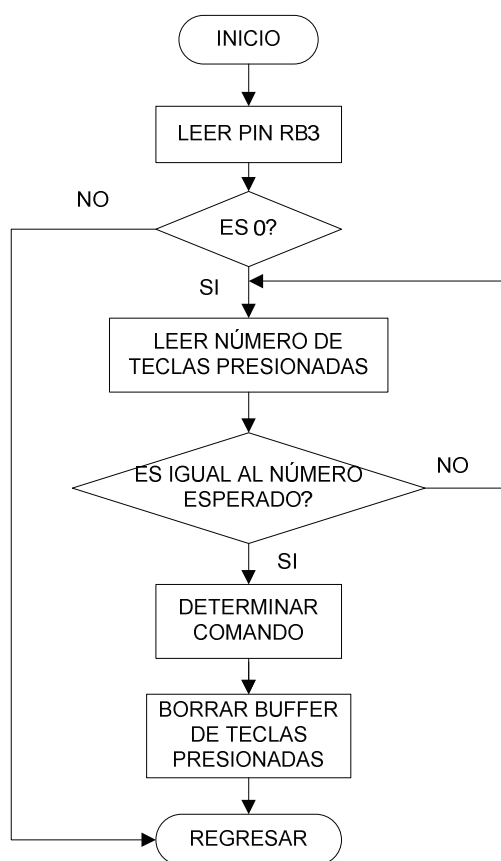 INICIO
LEER PIN RB3
NO
ES 0?
SI
LEER NÚMERO DE
TECLAS PRESIONADAS
ES IGUAL AL NÚMERO
ESPERADO?
NO
SI
DETERMINAR
COMANDO
BORRAR BUFFER
DE TECLAS
PRESIONADAS
REGRESAR